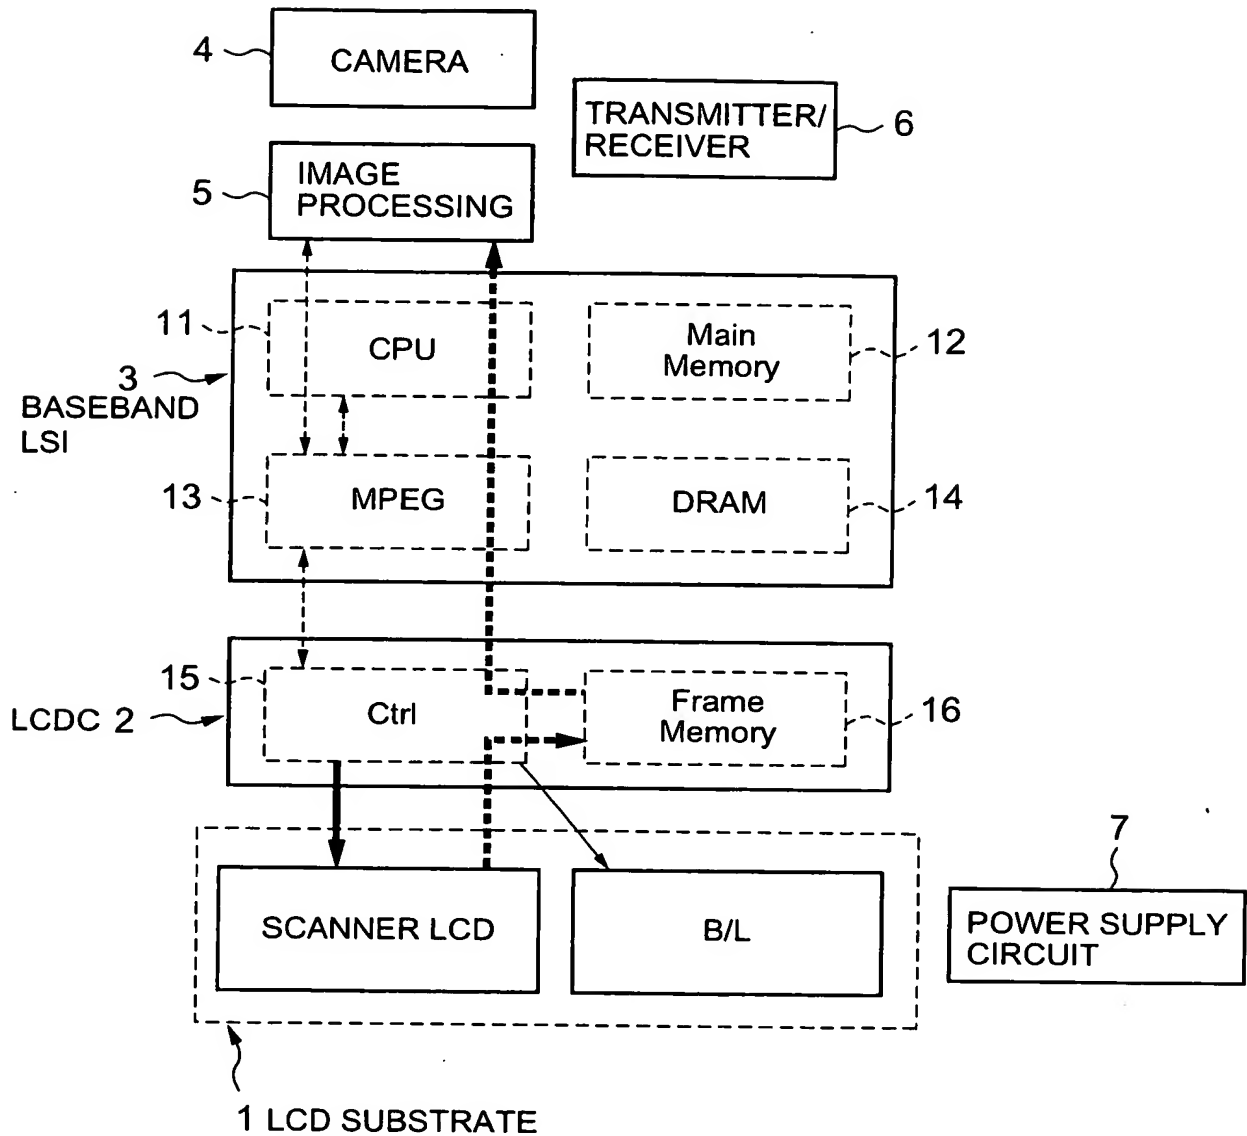 4
CAMERA
TRANSMITTER/
RECEIVER
6
5
IMAGE
PROCESSING
11
CPU
Main
Memory
12
3
BASEBAND
LSI
13
MPEG
DRAM
14
15
Ctrl
Frame
Memory
16
LCDC 2
7
SCANNER LCD
B/L
POWER SUPPLY
CIRCUIT
1 LCD SUBSTRATE